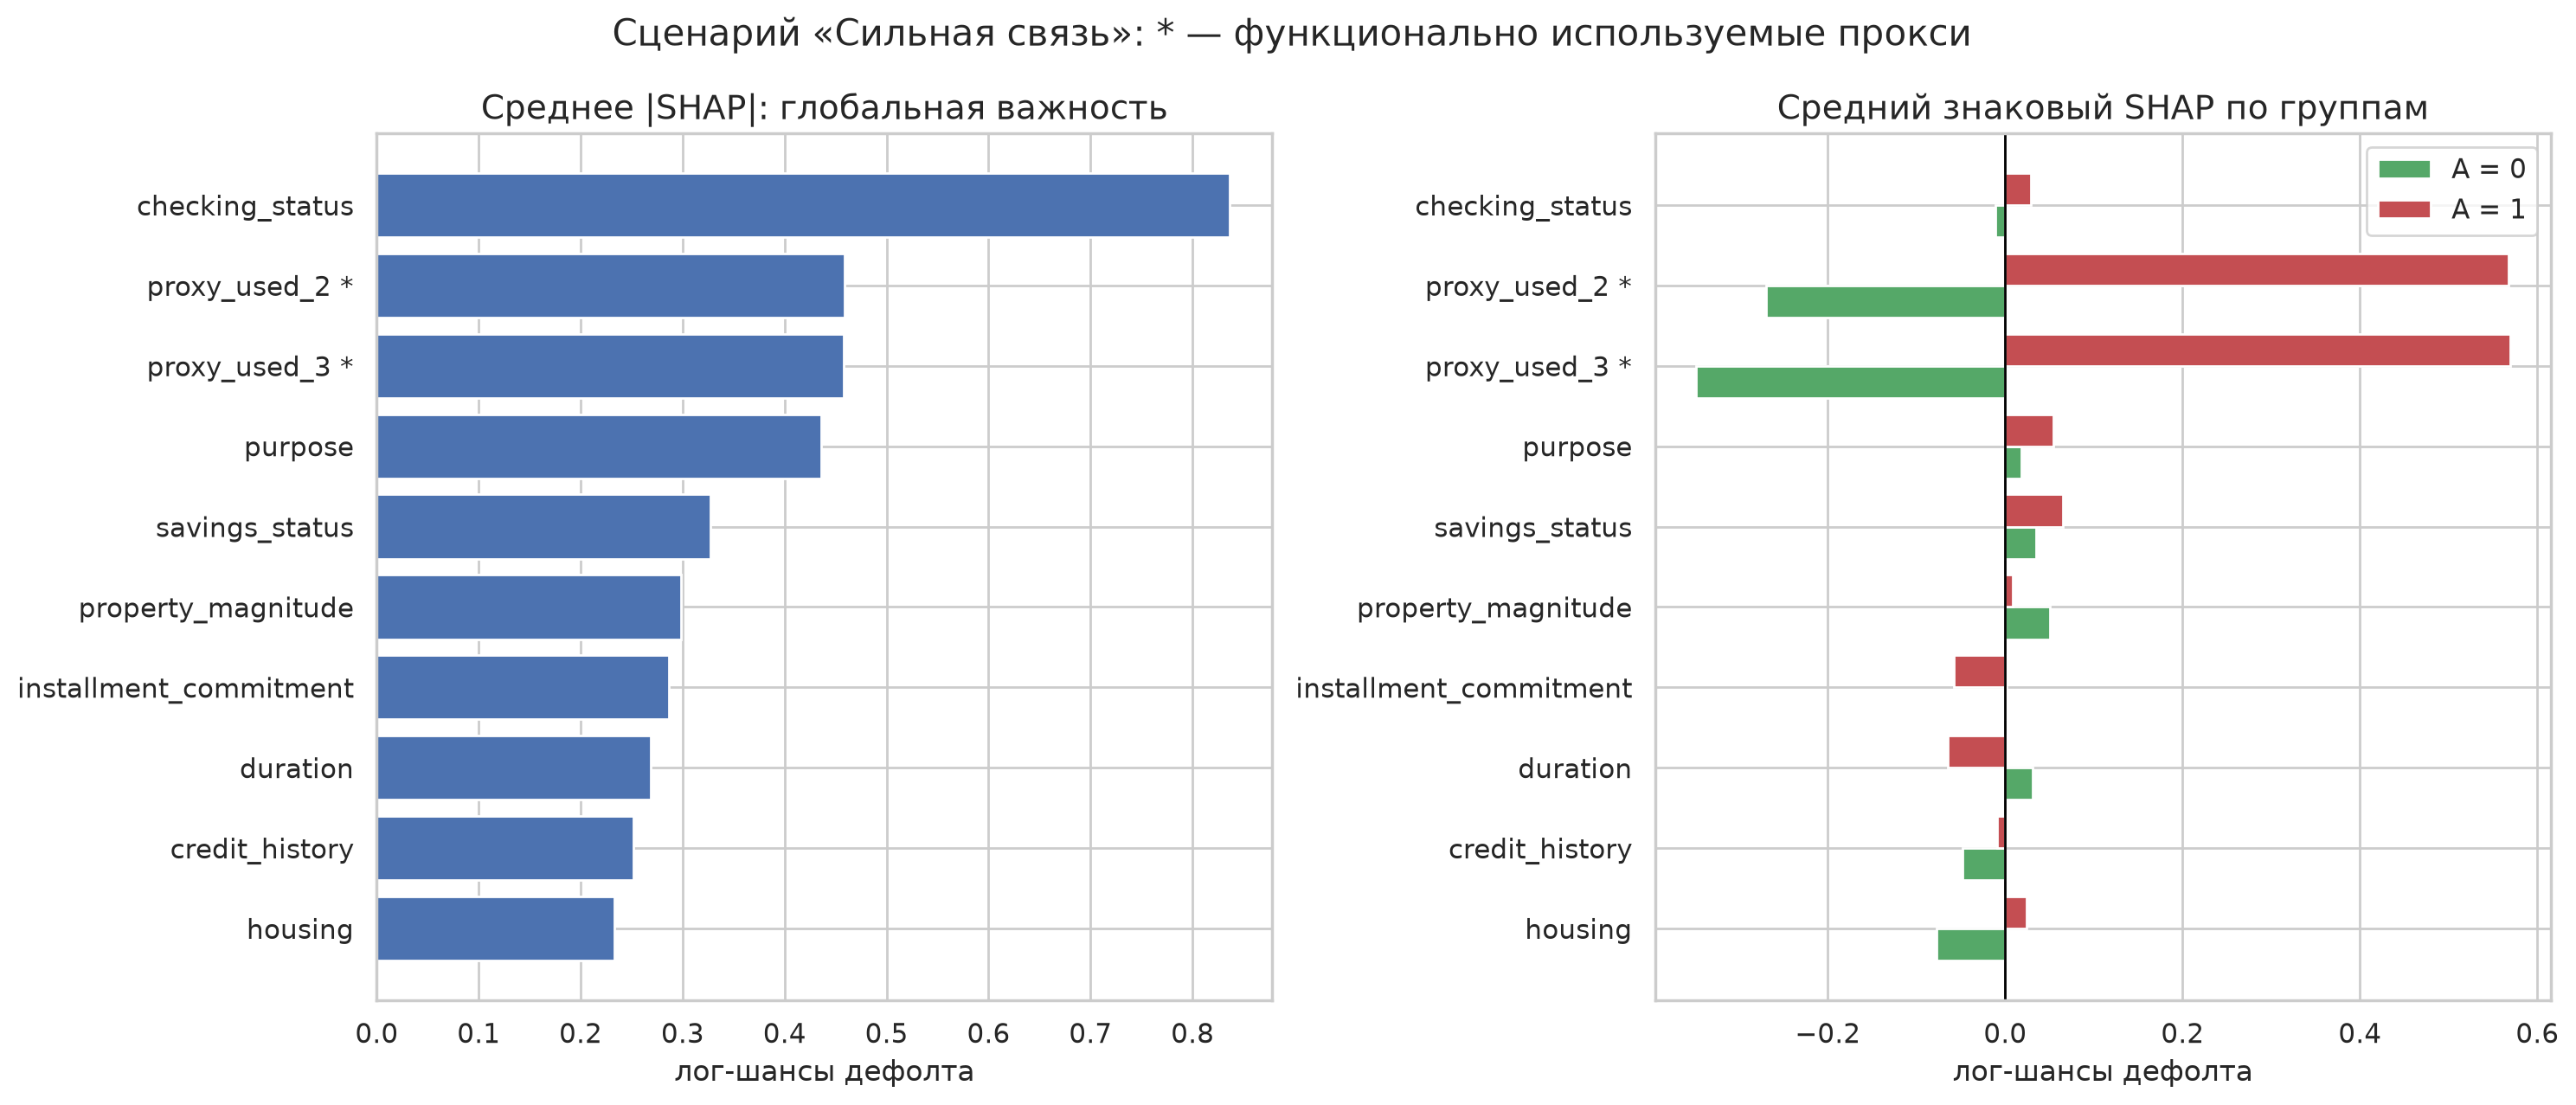 Сценарий «Сильная связь»: * — функционально используемые прокси
Среднее |SHAP|: глобальная важность
checking_status
proxy_used_2 *
proxy_used_3 *
purpose
savings_status
property_magnitude
installment_commitment
duration
credit_history
housing
0.0 0.1 0.2 0.3 0.4 0.5 0.6 0.7 0.8
лог-шансы дефолта
Средний знаковый SHAP по группам
A = 0
A = 1
checking_status
proxy_used_2 *
proxy_used_3 *
purpose
savings_status
property_magnitude
installment_commitment
duration
credit_history
housing
−0.2 0.0 0.2 0.4 0.6
лог-шансы дефолта